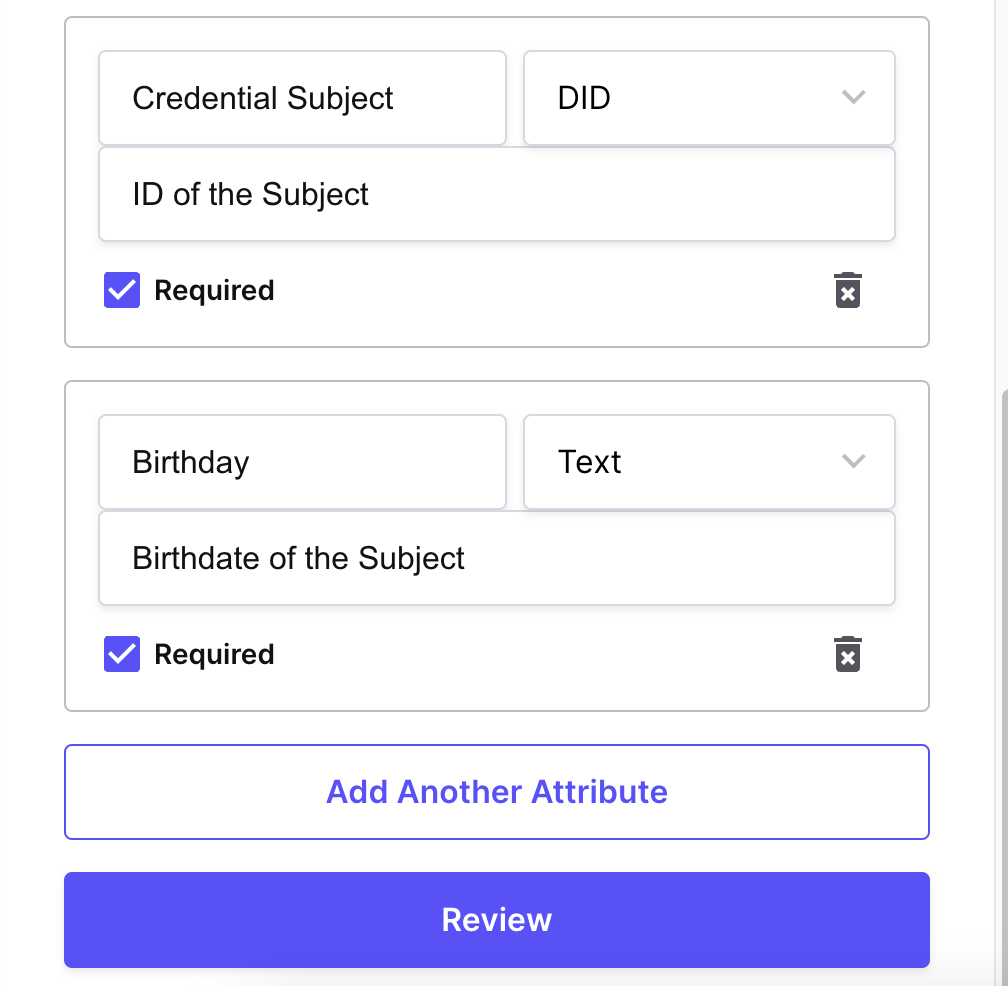 Credential Subject
DID
ID of the Subject
Required
Birthday
Text
Birthdate of the Subject
Required
Add Another Attribute
Review